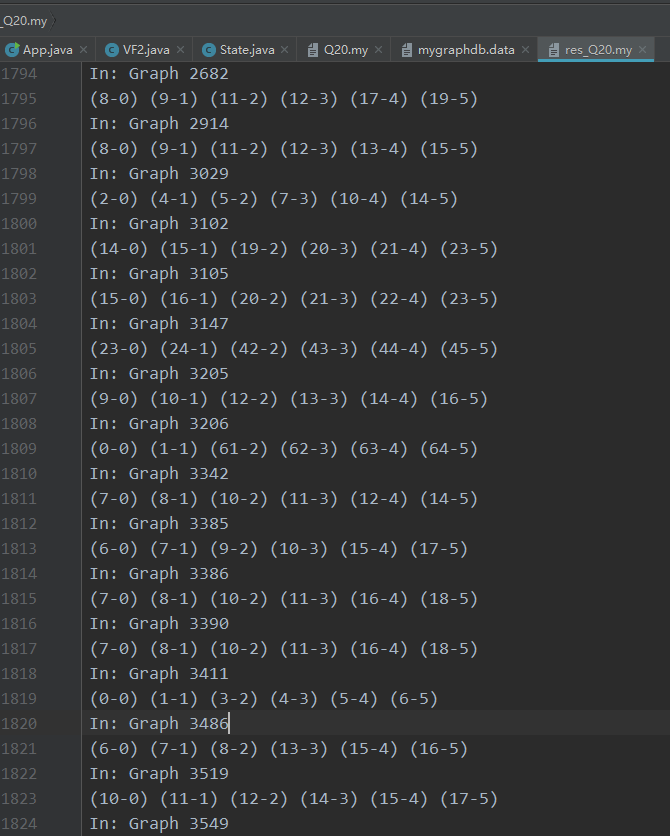 _Q20.my
App.java × VF2.java × State.java × Q20.my × mygraphdb.data × res_Q20.my ×
1794 In: Graph 2682
1795 (8-0) (9-1) (11-2) (12-3) (17-4) (19-5)
1796 In: Graph 2914
1797 (8-0) (9-1) (11-2) (12-3) (13-4) (15-5)
1798 In: Graph 3029
1799 (2-0) (4-1) (5-2) (7-3) (10-4) (14-5)
1800 In: Graph 3102
1801 (14-0) (15-1) (19-2) (20-3) (21-4) (23-5)
1802 In: Graph 3105
1803 (15-0) (16-1) (20-2) (21-3) (22-4) (23-5)
1804 In: Graph 3147
1805 (23-0) (24-1) (42-2) (43-3) (44-4) (45-5)
1806 In: Graph 3205
1807 (9-0) (10-1) (12-2) (13-3) (14-4) (16-5)
1808 In: Graph 3206
1809 (0-0) (1-1) (61-2) (62-3) (63-4) (64-5)
1810 In: Graph 3342
1811 (7-0) (8-1) (10-2) (11-3) (12-4) (14-5)
1812 In: Graph 3385
1813 (6-0) (7-1) (9-2) (10-3) (15-4) (17-5)
1814 In: Graph 3386
1815 (7-0) (8-1) (10-2) (11-3) (16-4) (18-5)
1816 In: Graph 3390
1817 (7-0) (8-1) (10-2) (11-3) (16-4) (18-5)
1818 In: Graph 3411
1819 (0-0) (1-1) (3-2) (4-3) (5-4) (6-5)
1820 In: Graph 3486
1821 (6-0) (7-1) (8-2) (13-3) (15-4) (16-5)
1822 In: Graph 3519
1823 (10-0) (11-1) (12-2) (14-3) (15-4) (17-5)
1824 In: Graph 3549